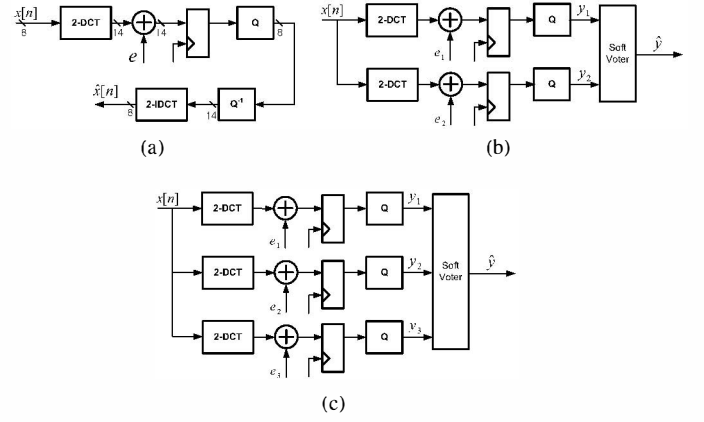 x[n] 2-DCT Q
8 14 14 8
e
x̂[n] 2-IDCT Q⁻¹
8 14
(a)
x[n] 2-DCT Q y₁
e₁
Soft Voter ŷ
2-DCT Q y₂
e₂
(b)
x[n] 2-DCT Q y₁
e₁
2-DCT Q y₂ Soft Voter ŷ
e₂
2-DCT Q y₃
e₃
(c)